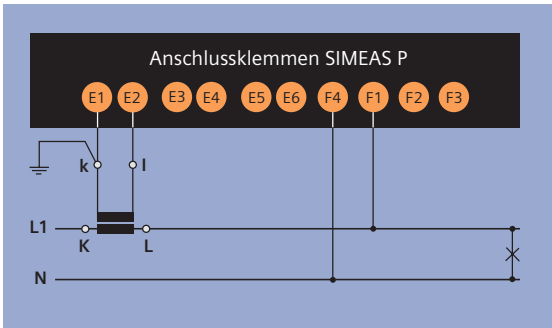 Anschlussklemmen SIMEAS P
E1 E2 E3 E4 E5 E6 F4 F1 F2 F3
k l
L1
K L
N